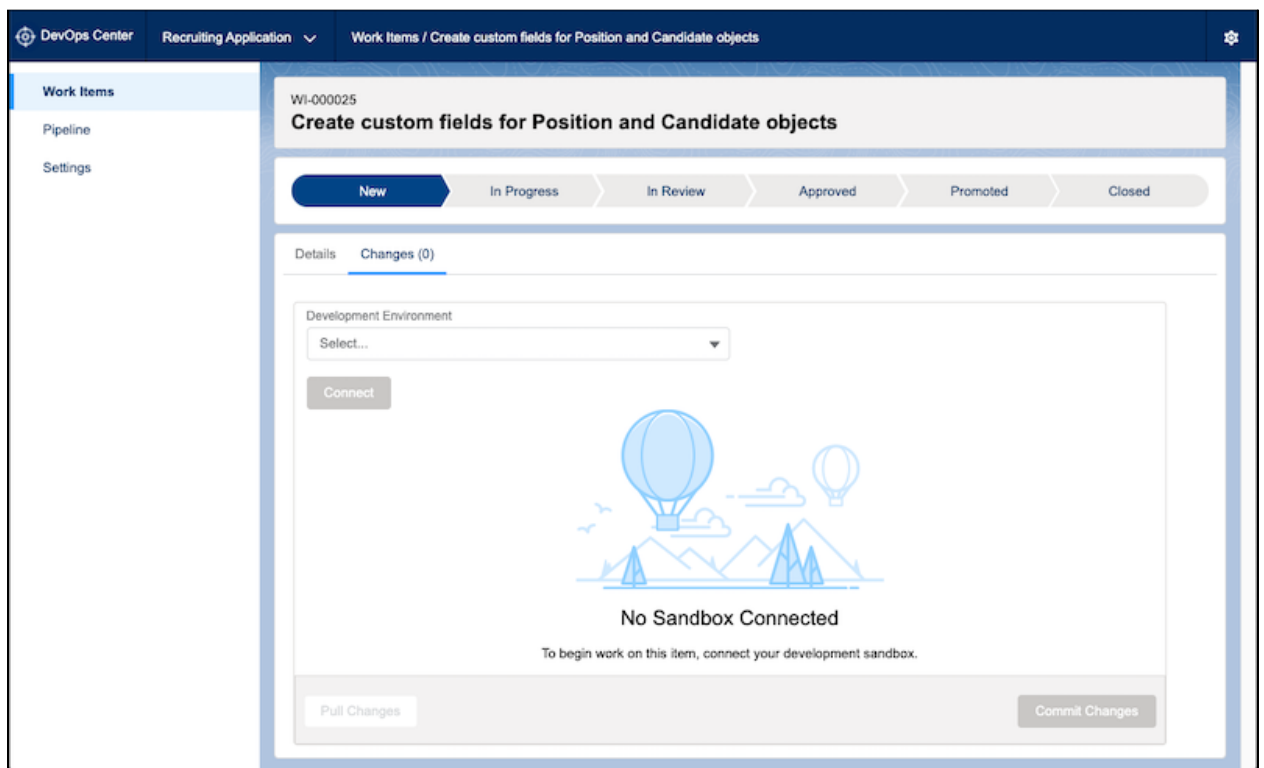 DevOps Center
Recruiting Application
Work Items / Create custom fields for Position and Candidate objects
Work Items
Pipeline
Settings
WI-000025
Create custom fields for Position and Candidate objects
New
In Progress
In Review
Approved
Promoted
Closed
Details
Changes (0)
Development Environment
Select...
Connect
No Sandbox Connected
To begin work on this item, connect your development sandbox.
Pull Changes
Commit Changes